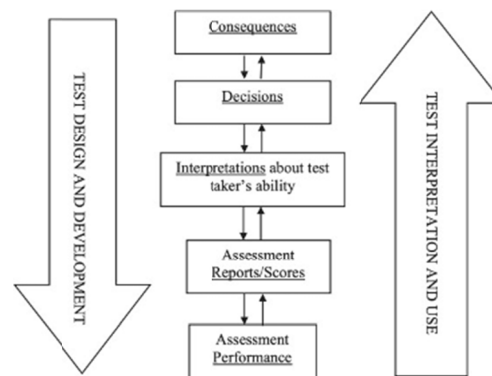 Consequences
TEST DESIGN AND DEVELOPMENT
Decisions
Interpretations about test
taker's ability
Assessment
Reports/Scores
Assessment
Performance
TEST INTERPRETATION AND USE